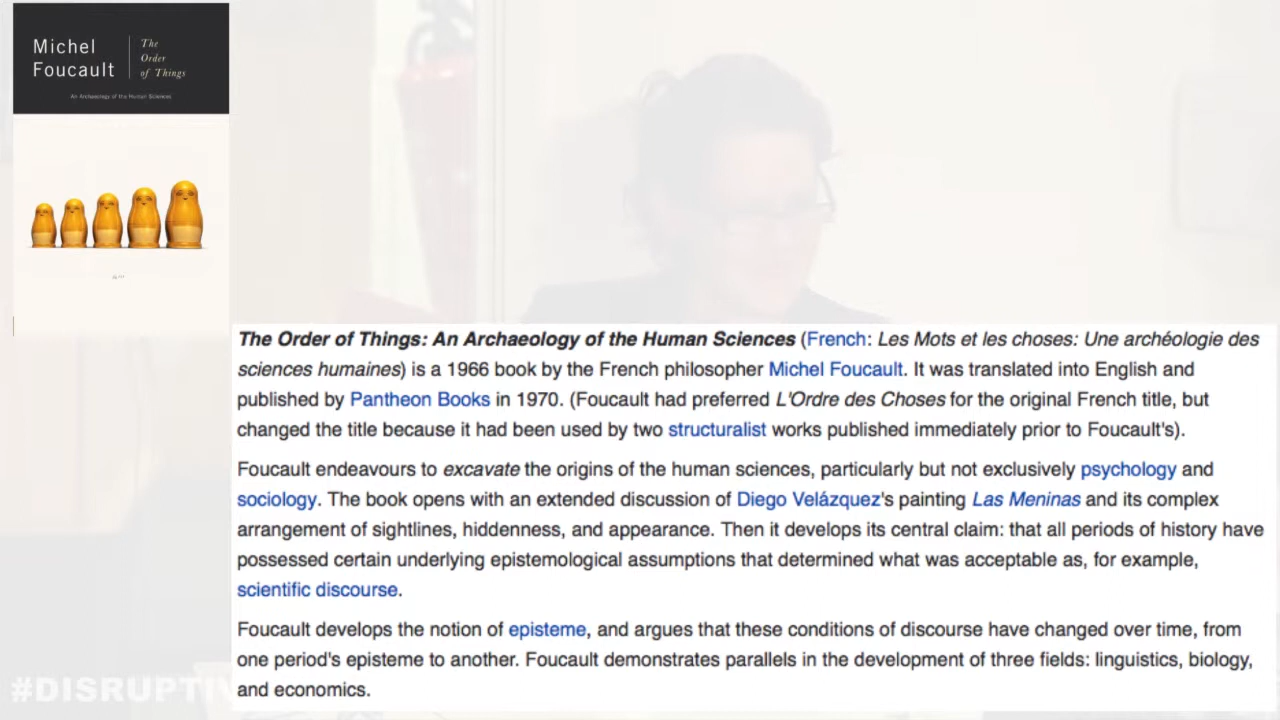 Michel
Foucault
The
Order
of Things
An Archaeology of the Human Sciences
The Order of Things: An Archaeology of the Human Sciences (French: Les Mots et les choses: Une archéologie des
sciences humaines) is a 1966 book by the French philosopher Michel Foucault. It was translated into English and
published by Pantheon Books in 1970. (Foucault had preferred L'Ordre des Choses for the original French title, but
changed the title because it had been used by two structuralist works published immediately prior to Foucault's).
Foucault endeavours to excavate the origins of the human sciences, particularly but not exclusively psychology and
sociology. The book opens with an extended discussion of Diego Velázquez's painting Las Meninas and its complex
arrangement of sightlines, hiddenness, and appearance. Then it develops its central claim: that all periods of history have
possessed certain underlying epistemological assumptions that determined what was acceptable as, for example,
scientific discourse.
Foucault develops the notion of episteme, and argues that these conditions of discourse have changed over time, from
one period's episteme to another. Foucault demonstrates parallels in the development of three fields: linguistics, biology,
and economics.
#DISRUPTIV